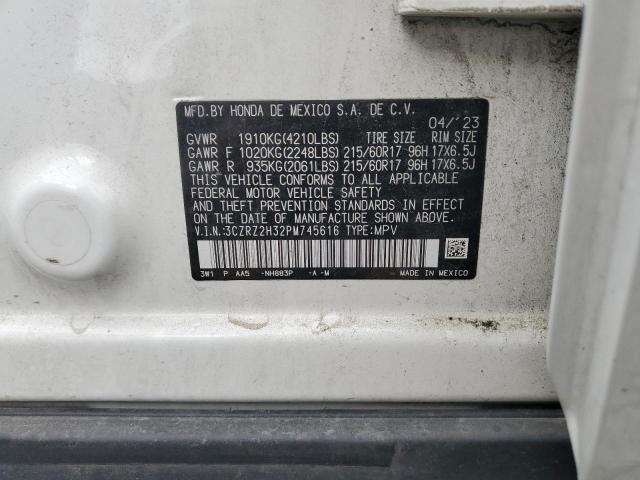 MFD.BY HONDA DE MEXICO S.A. DE C.V.
04/'23
GVWR 1910KG(4210LBS) TIRE SIZE RIM SIZE
GAWR F 1020KG(2248LBS) 215/60R17 96H 17X6.5J
GAWR R 935KG(2061LBS) 215/60R17 96H 17X6.5J
THIS VEHICLE CONFORMS TO ALL APPLICABLE
FEDERAL MOTOR VEHICLE SAFETY
AND THEFT PREVENTION STANDARDS IN EFFECT
ON THE DATE OF MANUFACTURE SHOWN ABOVE.
V.I.N.:3CZRZ2H32PM745616 TYPE:MPV
3W1 P AA5 -NH883P -A -M MADE IN MEXICO